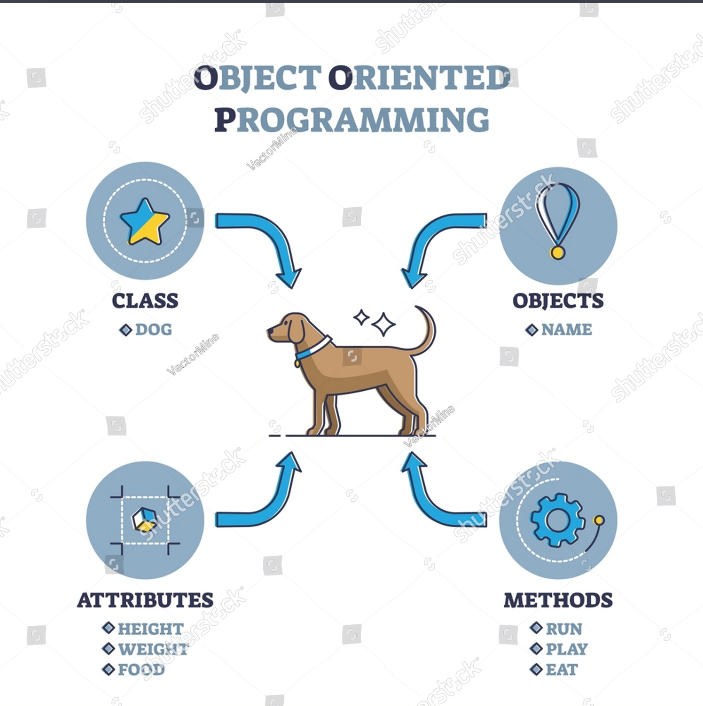 OBJECT ORIENTED
PROGRAMMING
CLASS
DOG
OBJECTS
NAME
ATTRIBUTES
HEIGHT
WEIGHT
FOOD
METHODS
RUN
PLAY
EAT
shutterstock
VectorMine